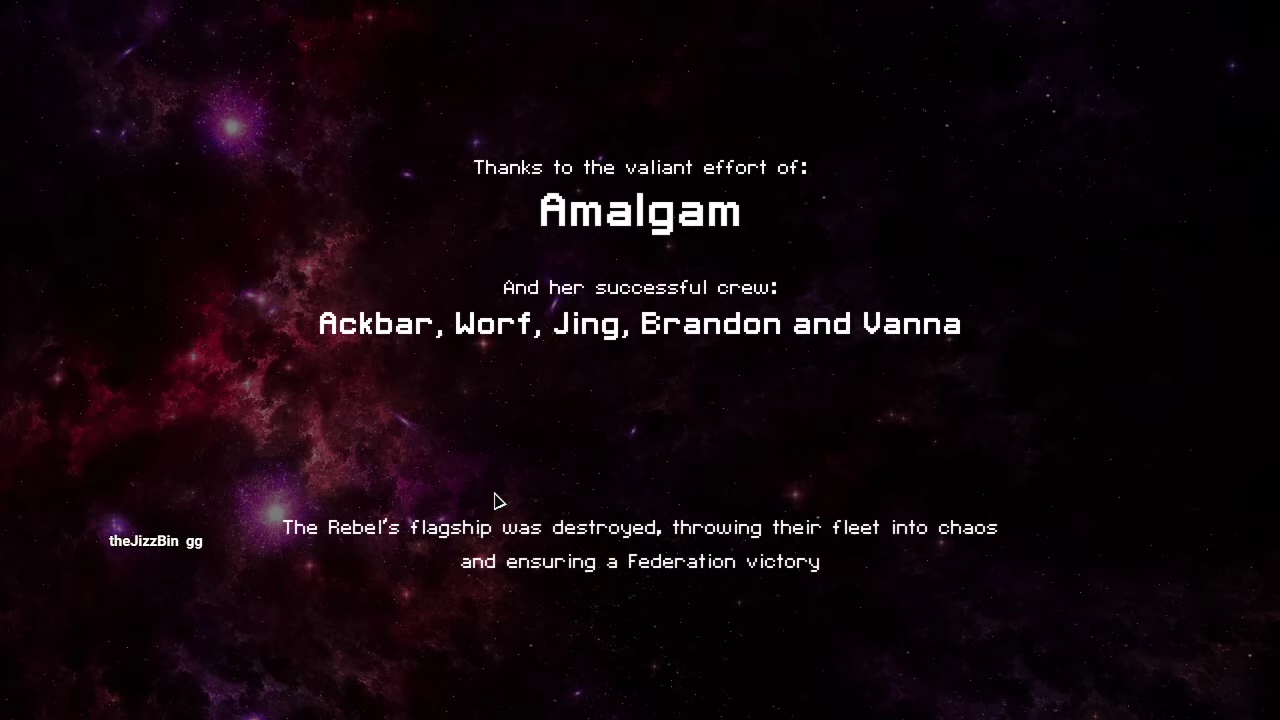 Thanks to the valiant effort of:
Amalgam
And her successful crew:
Ackbar, Worf, Jing, Brandon and Vanna
The Rebel's flagship was destroyed, throwing their fleet into chaos
and ensuring a Federation victory
theJizzBin gg